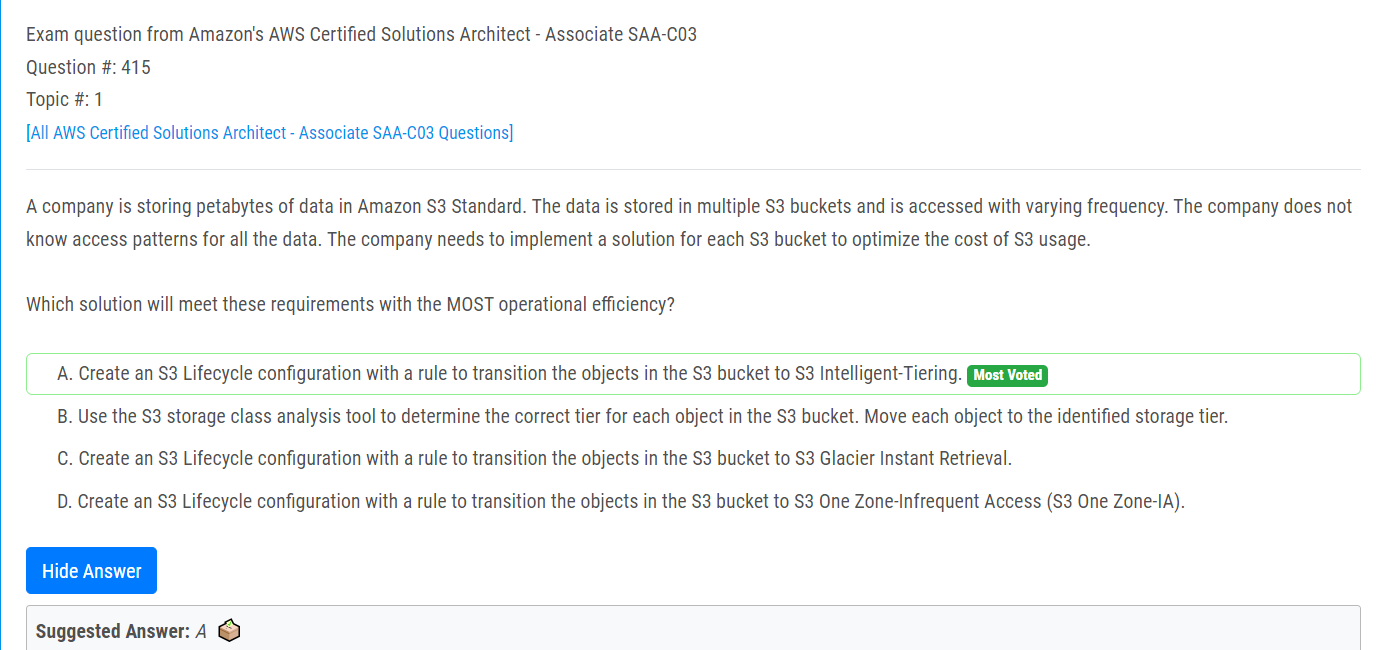 Exam question from Amazon's AWS Certified Solutions Architect - Associate SAA-C03
Question #: 415
Topic #: 1
[All AWS Certified Solutions Architect - Associate SAA-C03 Questions]
A company is storing petabytes of data in Amazon S3 Standard. The data is stored in multiple S3 buckets and is accessed with varying frequency. The company does not
know access patterns for all the data. The company needs to implement a solution for each S3 bucket to optimize the cost of S3 usage.
Which solution will meet these requirements with the MOST operational efficiency?
A. Create an S3 Lifecycle configuration with a rule to transition the objects in the S3 bucket to S3 Intelligent-Tiering. Most Voted
B. Use the S3 storage class analysis tool to determine the correct tier for each object in the S3 bucket. Move each object to the identified storage tier.
C. Create an S3 Lifecycle configuration with a rule to transition the objects in the S3 bucket to S3 Glacier Instant Retrieval.
D. Create an S3 Lifecycle configuration with a rule to transition the objects in the S3 bucket to S3 One Zone-Infrequent Access (S3 One Zone-IA).
Hide Answer
Suggested Answer: A